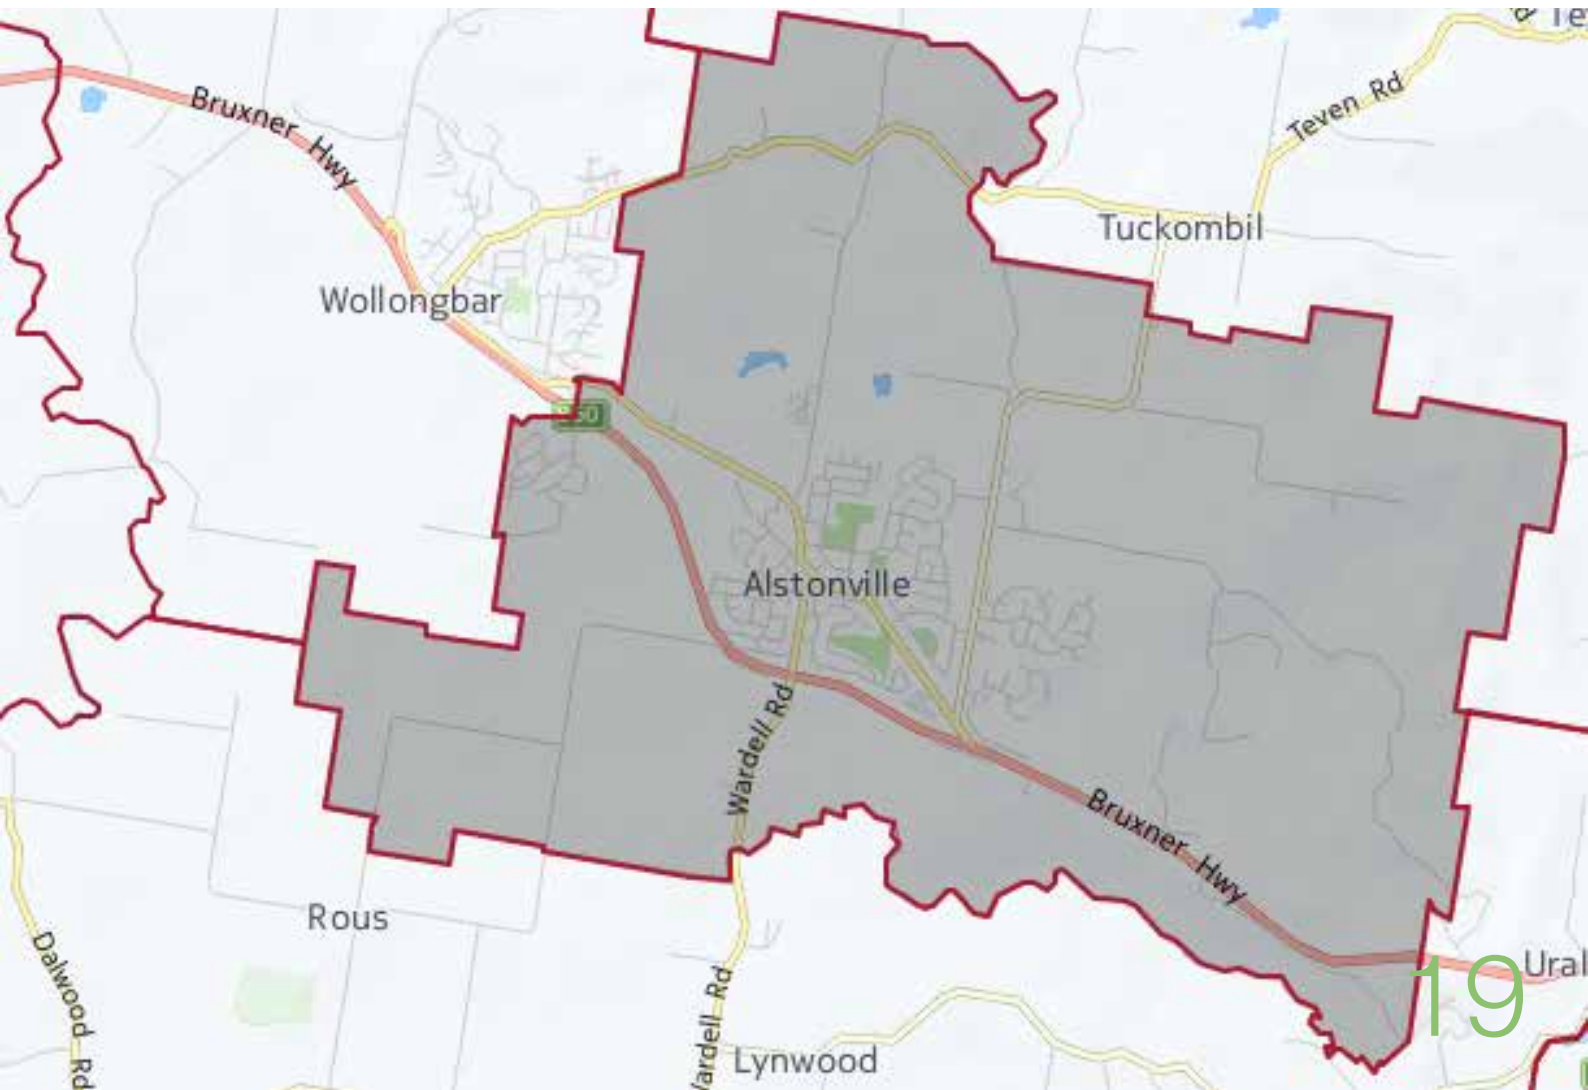 Te
Bruxner Hwy
Teven Rd
Tuckombil
Wollongbar
Alstonville
Wardell Rd
Bruxner Hwy
Rous
Dalwood Rd
Ural
19
Wardell Rd
Lynwood